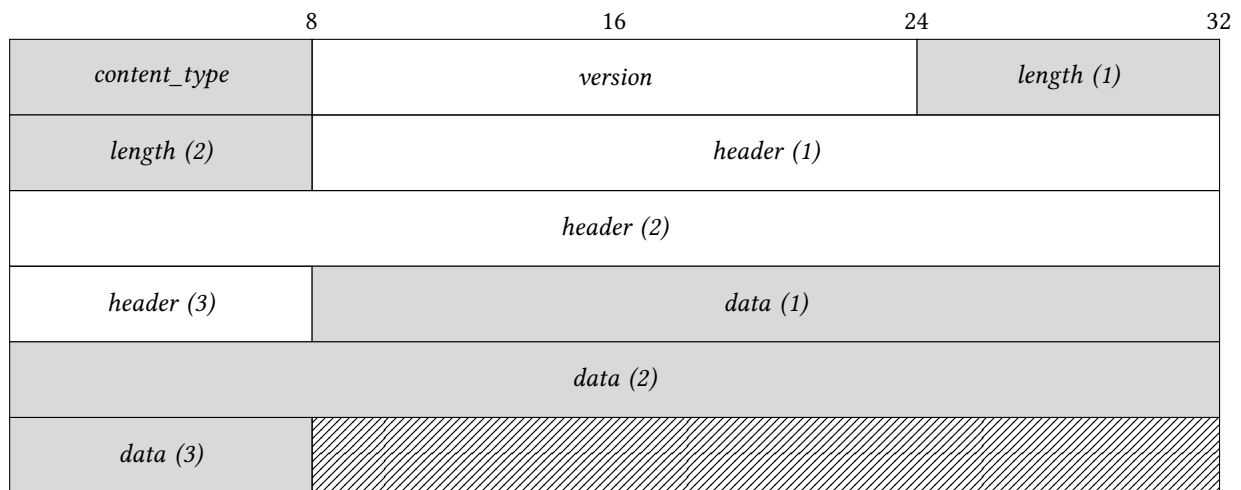 8 16 24 32
content_type version length (1)
length (2) header (1)
header (2)
header (3) data (1)
data (2)
data (3)